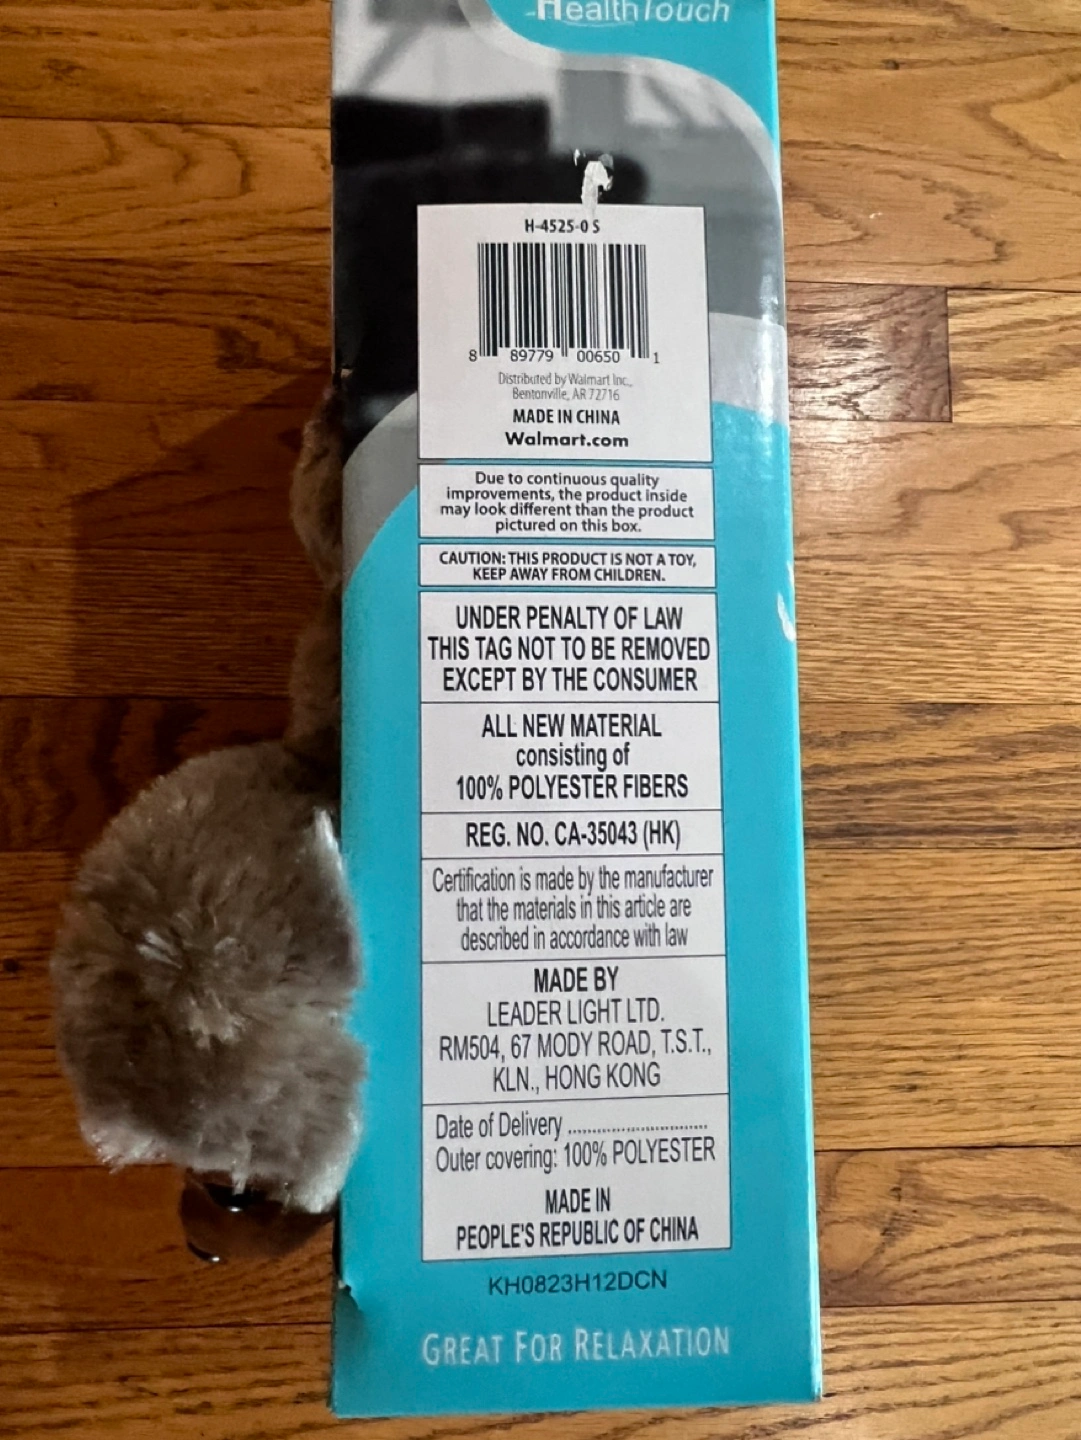 HealthTouch
H-4525-0 S
8 89779 00650 1
Distributed by Walmart Inc.,
Bentonville, AR 72716
MADE IN CHINA
Walmart.com
Due to continuous quality
improvements, the product inside
may look different than the product
pictured on this box.
CAUTION: THIS PRODUCT IS NOT A TOY,
KEEP AWAY FROM CHILDREN.
UNDER PENALTY OF LAW
THIS TAG NOT TO BE REMOVED
EXCEPT BY THE CONSUMER
ALL NEW MATERIAL
consisting of
100% POLYESTER FIBERS
REG. NO. CA-35043 (HK)
Certification is made by the manufacturer
that the materials in this article are
described in accordance with law
MADE BY
LEADER LIGHT LTD.
RM504, 67 MODY ROAD, T.S.T.,
KLN., HONG KONG
Date of Delivery ............................
Outer covering: 100% POLYESTER
MADE IN
PEOPLE'S REPUBLIC OF CHINA
KH0823H12DCN
GREAT FOR RELAXATION